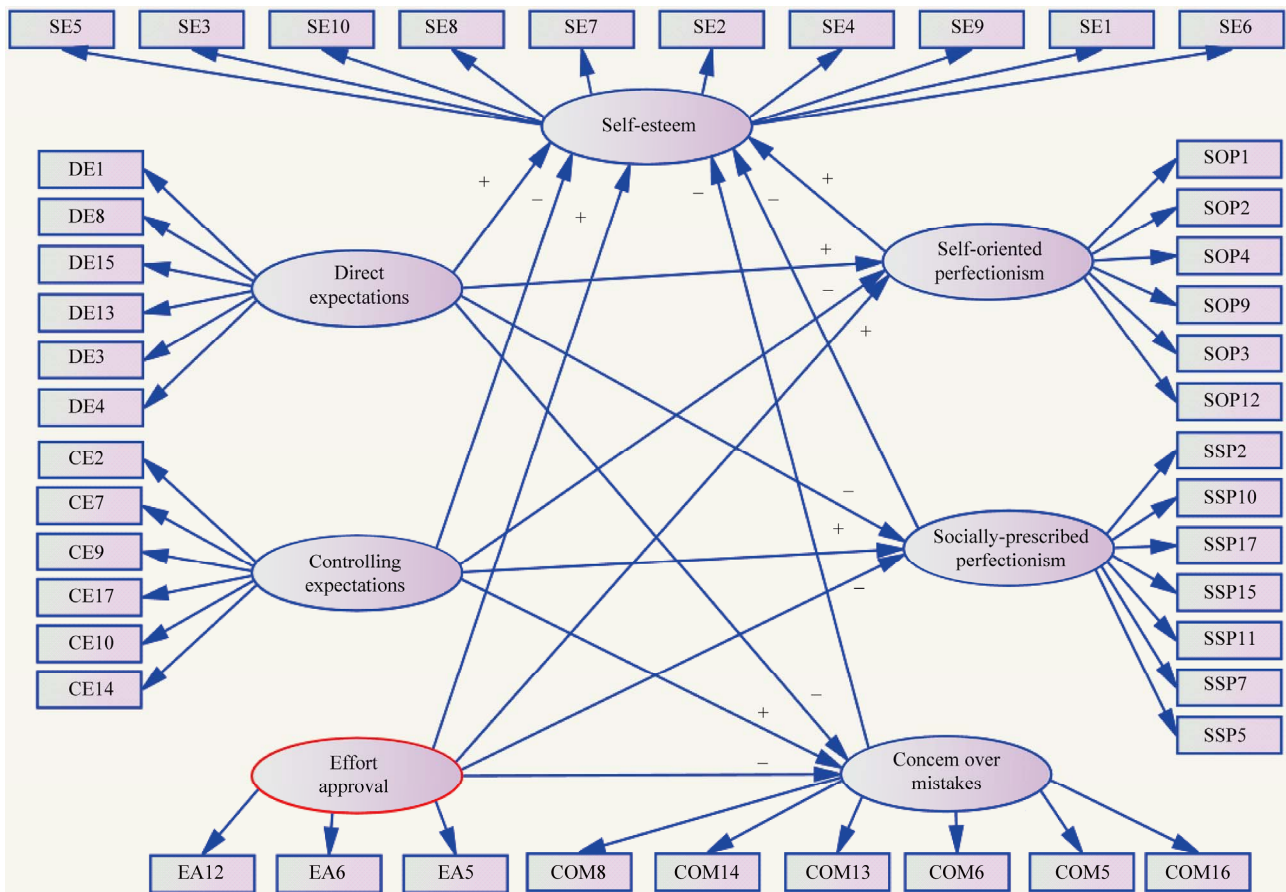 SE5 SE3 SE10 SE8 SE7 SE2 SE4 SE9 SE1 SE6
Self-esteem
DE1
DE8
DE15
DE13
DE3
DE4
Direct
expectations
+
−
+
−
−
+
Self-oriented
perfectionism
+
−
+
SOP1
SOP2
SOP4
SOP9
SOP3
SOP12
CE2
CE7
CE9
CE17
CE10
CE14
Controlling
expectations
−
+
−
Socially-prescribed
perfectionism
SSP2
SSP10
SSP17
SSP15
SSP11
SSP7
SSP5
Effort
approval
−
+
−
Concem over
mistakes
EA12 EA6 EA5 COM8 COM14 COM13 COM6 COM5 COM16